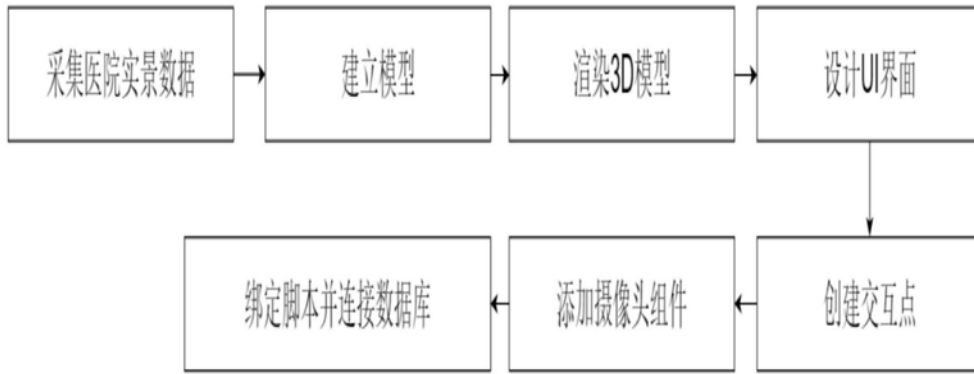 采集医院实景数据
建立模型
渲染3D模型
设计UI界面
创建交互点
添加摄像头组件
绑定脚本并连接数据库